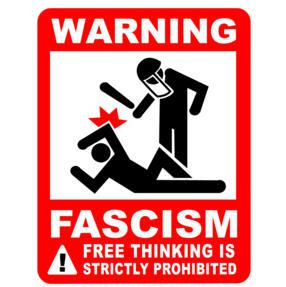 WARNING
FASCISM
FREE THINKING IS
STRICTLY PROHIBITED